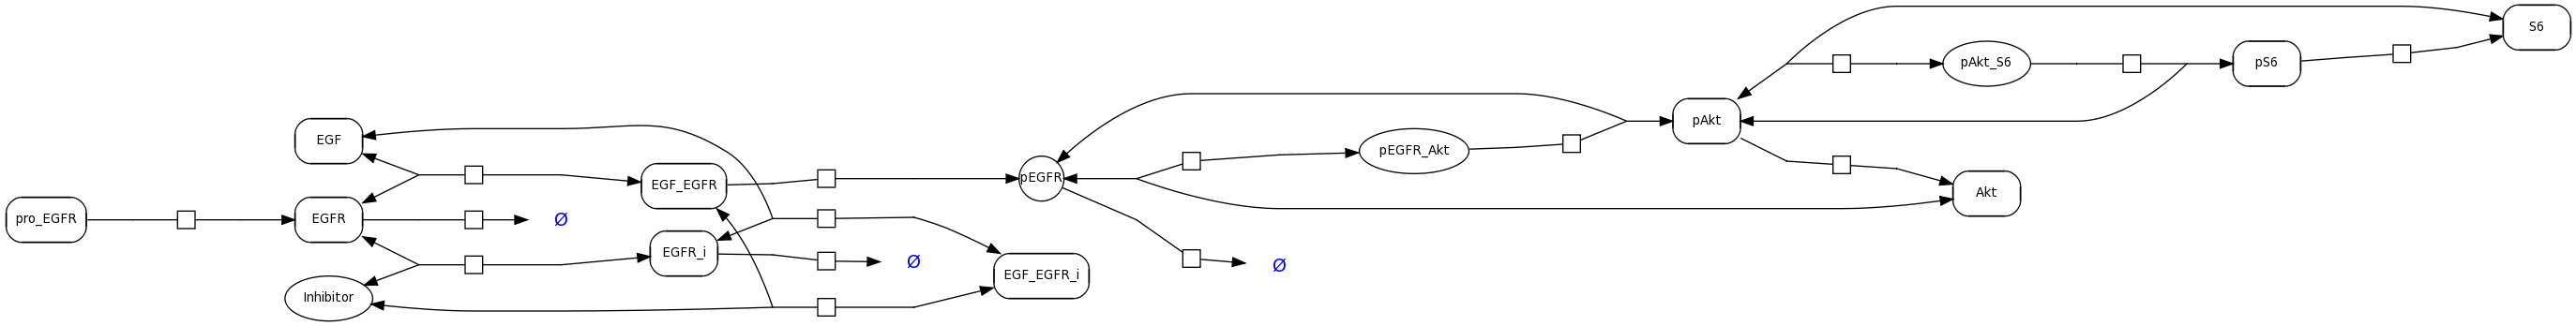 S6
pAkt_S6
pS6
pAkt
EGF
pEGFR_Akt
EGF_EGFR
pEGFR
Akt
pro_EGFR
EGFR
Ø
EGFR_i
Ø
Ø
EGF_EGFR_i
Inhibitor